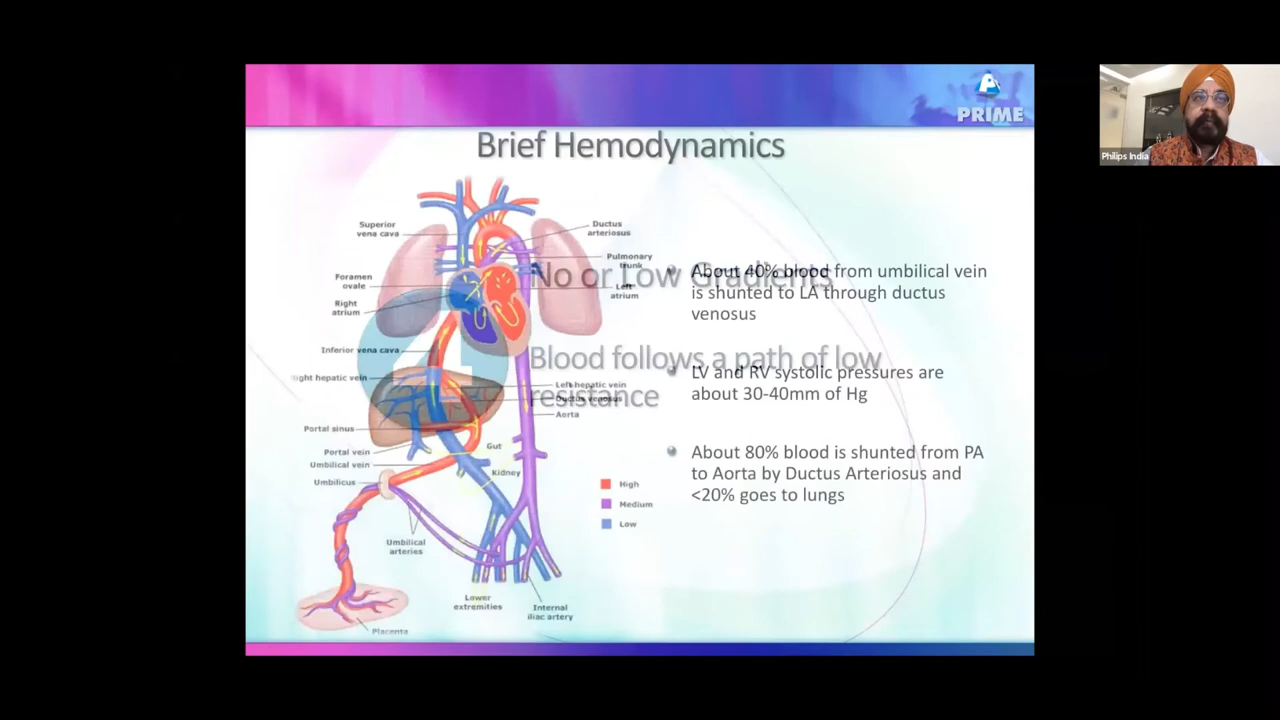 PRIME
Philips India
Brief Hemodynamics
Superior
vena cava
Foramen
ovale
Right
atrium
Inferior vena cava
ight hepatic vein
Portal sinus
Portal vein
Umbilical vein
Umbilicus
Umbilical
arteries
Placenta
Ductus
arteriosus
Pulmonary
trunk
Left
atrium
Left hepatic vein
Ductus venosus
Aorta
Gut
Kidney
High
Medium
Low
Lower
extremities
Internal
iliac artery
No or Low Gradients
Blood follows a path of low
resistance
About 40% blood from umbilical vein
is shunted to LA through ductus
venosus
LV and RV systolic pressures are
about 30-40mm of Hg
About 80% blood is shunted from PA
to Aorta by Ductus Arteriosus and
<20% goes to lungs
4